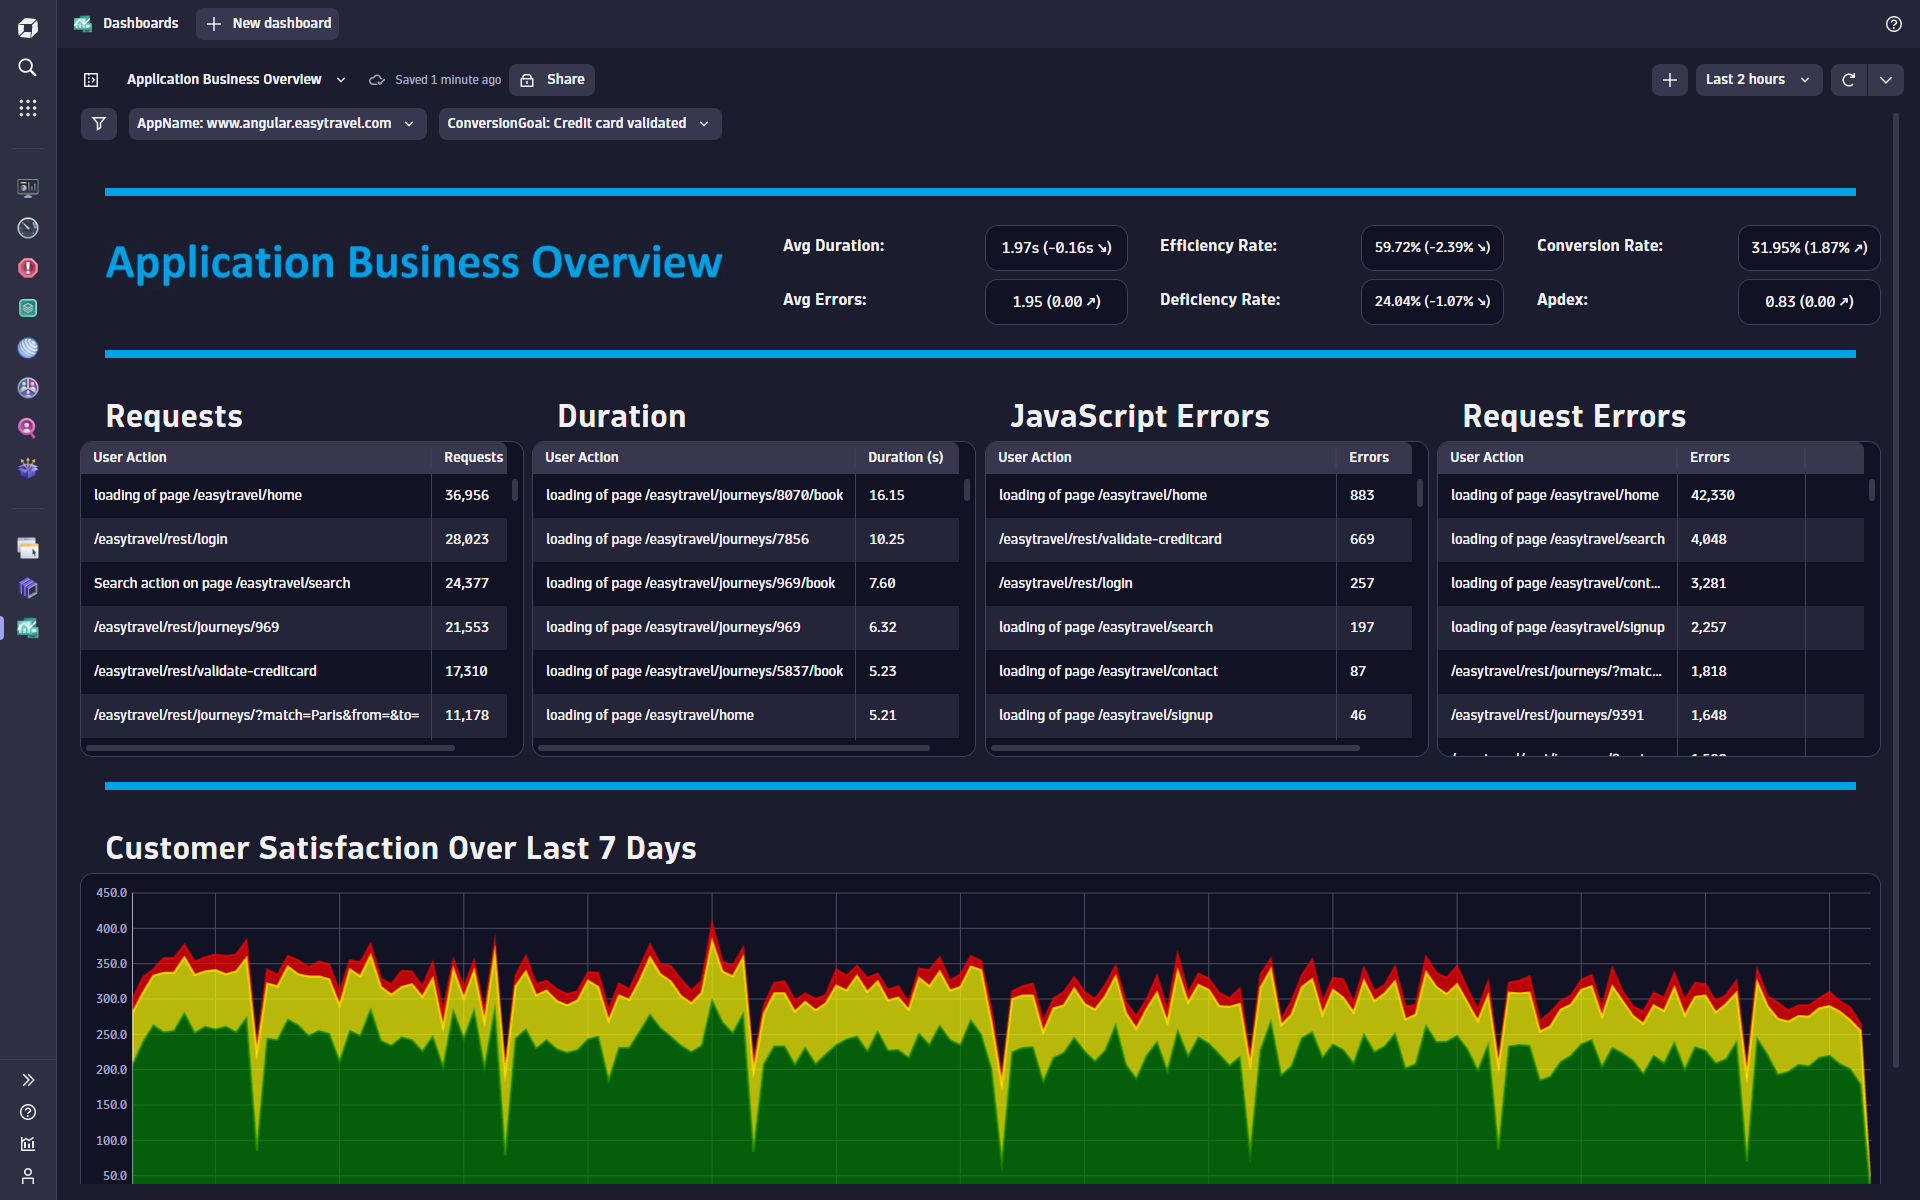 Dashboards
New dashboard
Application Business Overview
Saved 1 minute ago
Share
Last 2 hours
AppName: www.angular.easytravel.com
ConversionGoal: Credit card validated
Application Business Overview
Avg Duration: 1.97s (-0.16s ↘)
Efficiency Rate: 59.72% (-2.39% ↘)
Conversion Rate: 31.95% (1.87% ↗)
Avg Errors: 1.95 (0.00 ↗)
Deficiency Rate: 24.04% (-1.07% ↘)
Apdex: 0.83 (0.00 ↗)
Requests
User Action Requests
loading of page /easytravel/home 36,956
/easytravel/rest/login 28,023
Search action on page /easytravel/search 24,377
/easytravel/rest/journeys/969 21,553
/easytravel/rest/validate-creditcard 17,310
/easytravel/rest/journeys/?match=Paris&from=&to= 11,178
Duration
User Action Duration (s)
loading of page /easytravel/journeys/8070/book 16.15
loading of page /easytravel/journeys/7856 10.25
loading of page /easytravel/journeys/969/book 7.60
loading of page /easytravel/journeys/969 6.32
loading of page /easytravel/journeys/5837/book 5.23
loading of page /easytravel/home 5.21
JavaScript Errors
User Action Errors
loading of page /easytravel/home 883
/easytravel/rest/validate-creditcard 669
/easytravel/rest/login 257
loading of page /easytravel/search 197
loading of page /easytravel/contact 87
loading of page /easytravel/signup 46
Request Errors
User Action Errors
loading of page /easytravel/home 42,330
loading of page /easytravel/search 4,048
loading of page /easytravel/cont... 3,281
loading of page /easytravel/signup 2,257
/easytravel/rest/journeys/?matc... 1,818
/easytravel/rest/journeys/9391 1,648
Customer Satisfaction Over Last 7 Days
450.0
400.0
350.0
300.0
250.0
200.0
150.0
100.0
50.0